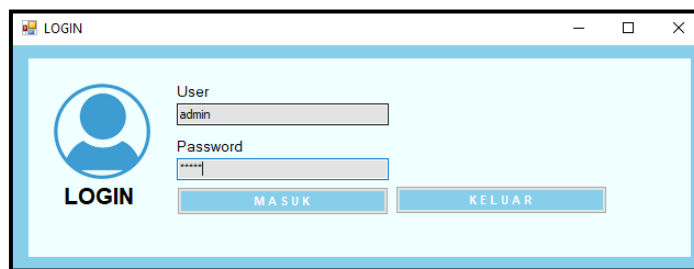 LOGIN
User
admin
Password
*****
LOGIN
MASUK
KELUAR